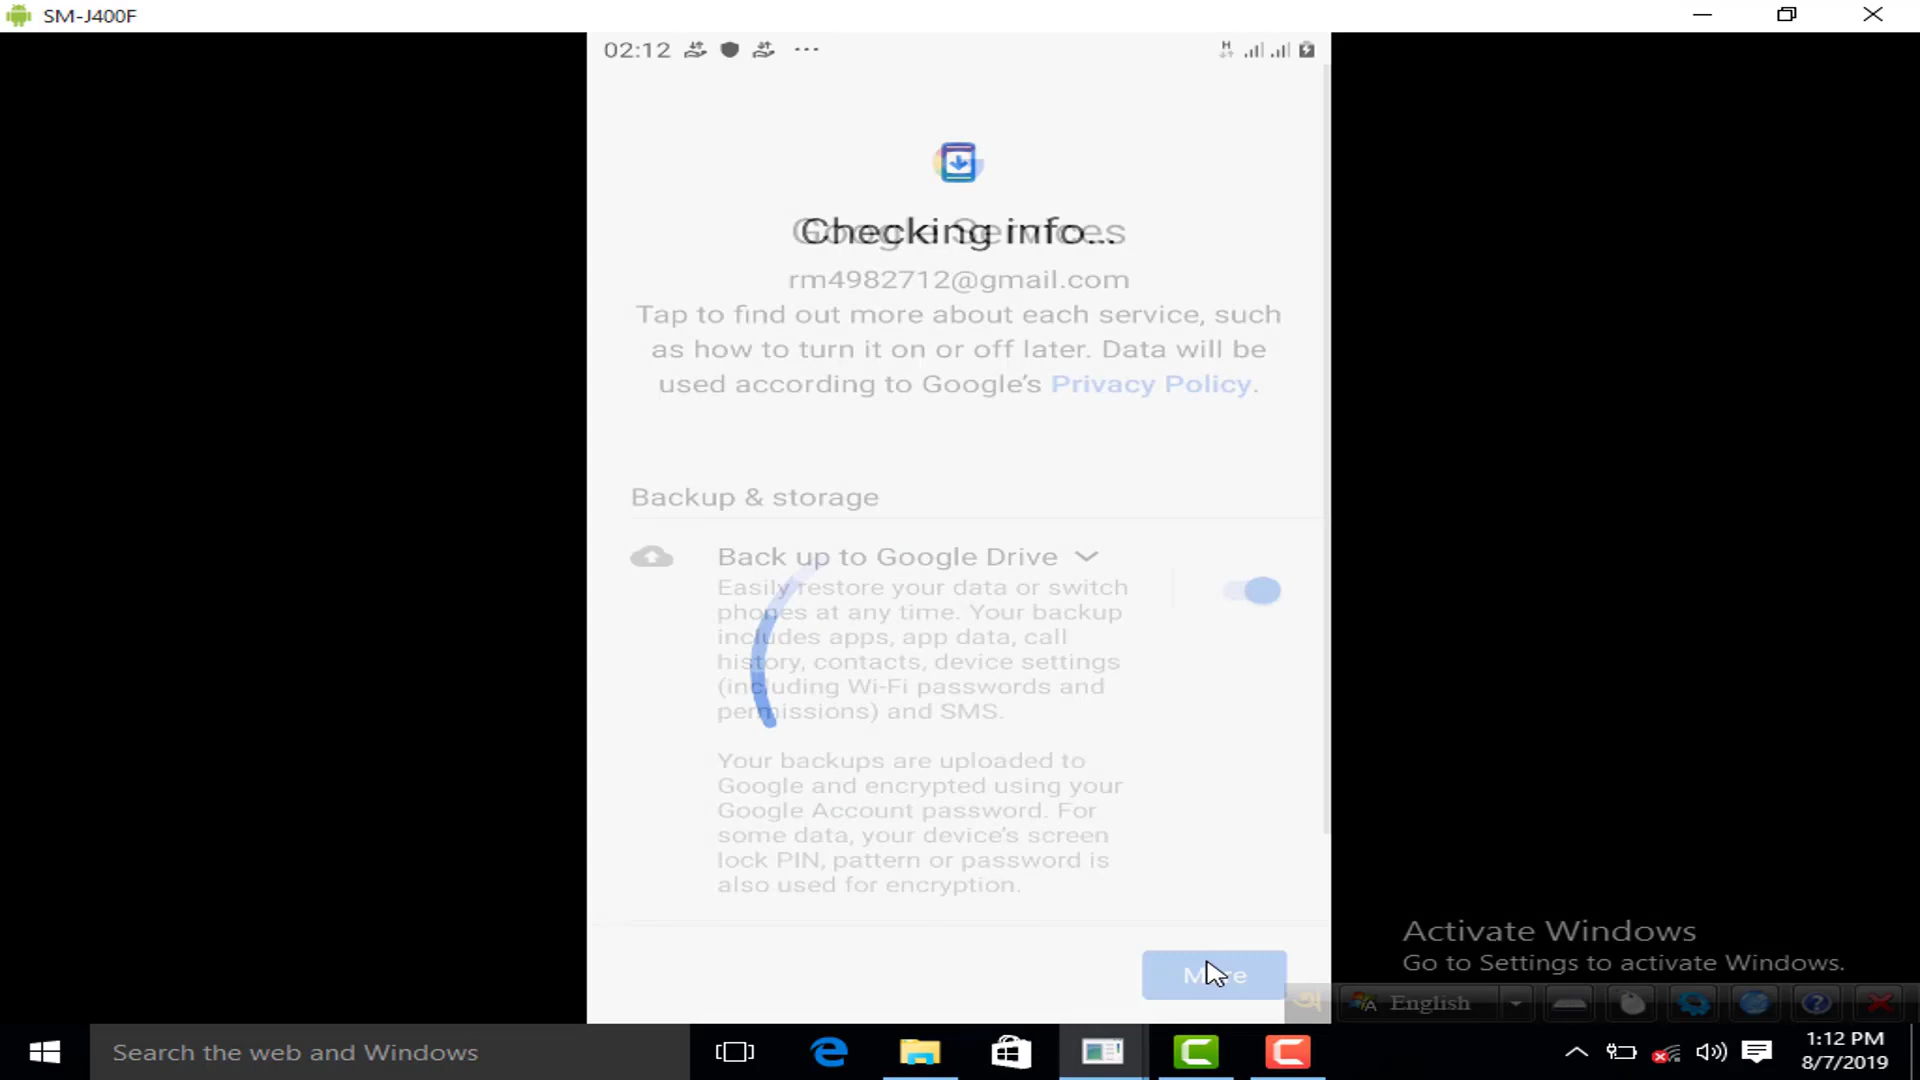 SM-J400F
02:12
H
Google Services
Checking info...
rm4982712@gmail.com
Tap to find out more about each service, such
as how to turn it on or off later. Data will be
used according to Google's Privacy Policy.
Backup & storage
Back up to Google Drive
Easily restore your data or switch
phones at any time. Your backup
includes apps, app data, call
history, contacts, device settings
(including Wi-Fi passwords and
permissions) and SMS.
Your backups are uploaded to
Google and encrypted using your
Google Account password. For
some data, your device's screen
lock PIN, pattern or password is
also used for encryption.
More
Activate Windows
Go to Settings to activate Windows.
English
Search the web and Windows
1:12 PM
8/7/2019